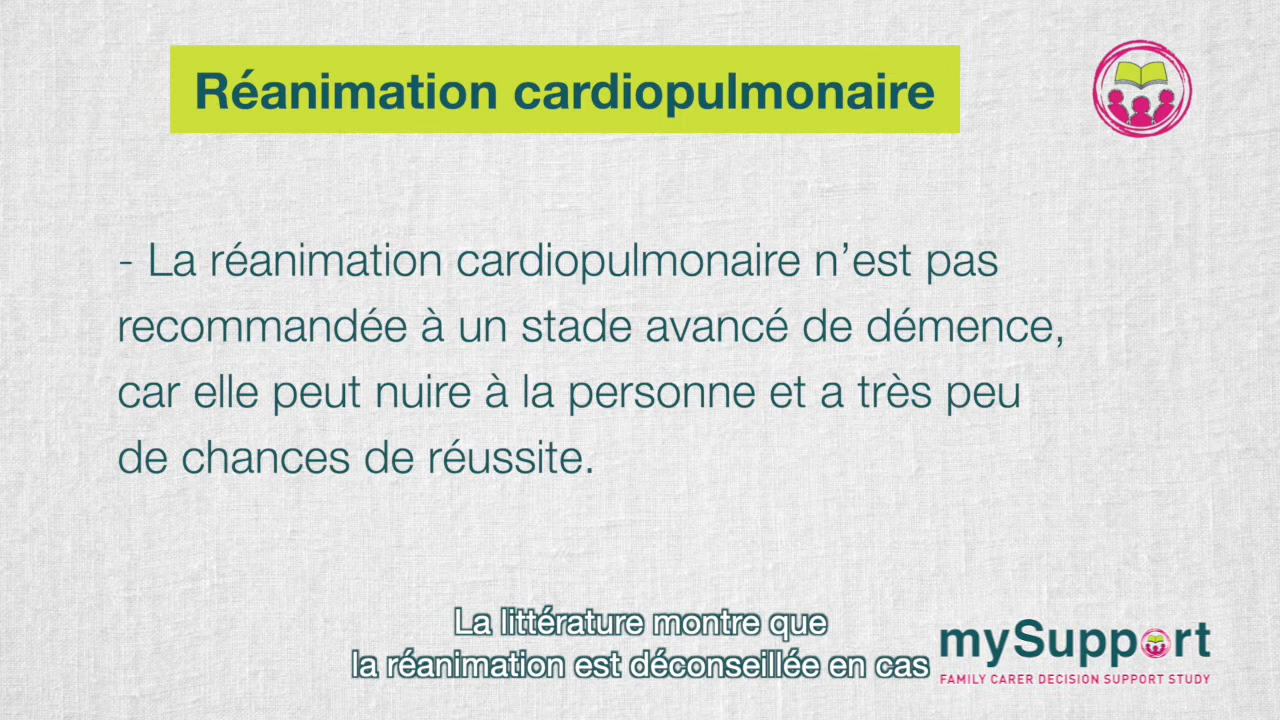 Réanimation cardiopulmonaire
- La réanimation cardiopulmonaire n’est pas
recommandée à un stade avancé de démence,
car elle peut nuire à la personne et a très peu
de chances de réussite.
La littérature montre que
la réanimation est déconseillée en cas
mySupport
FAMILY CARER DECISION SUPPORT STUDY